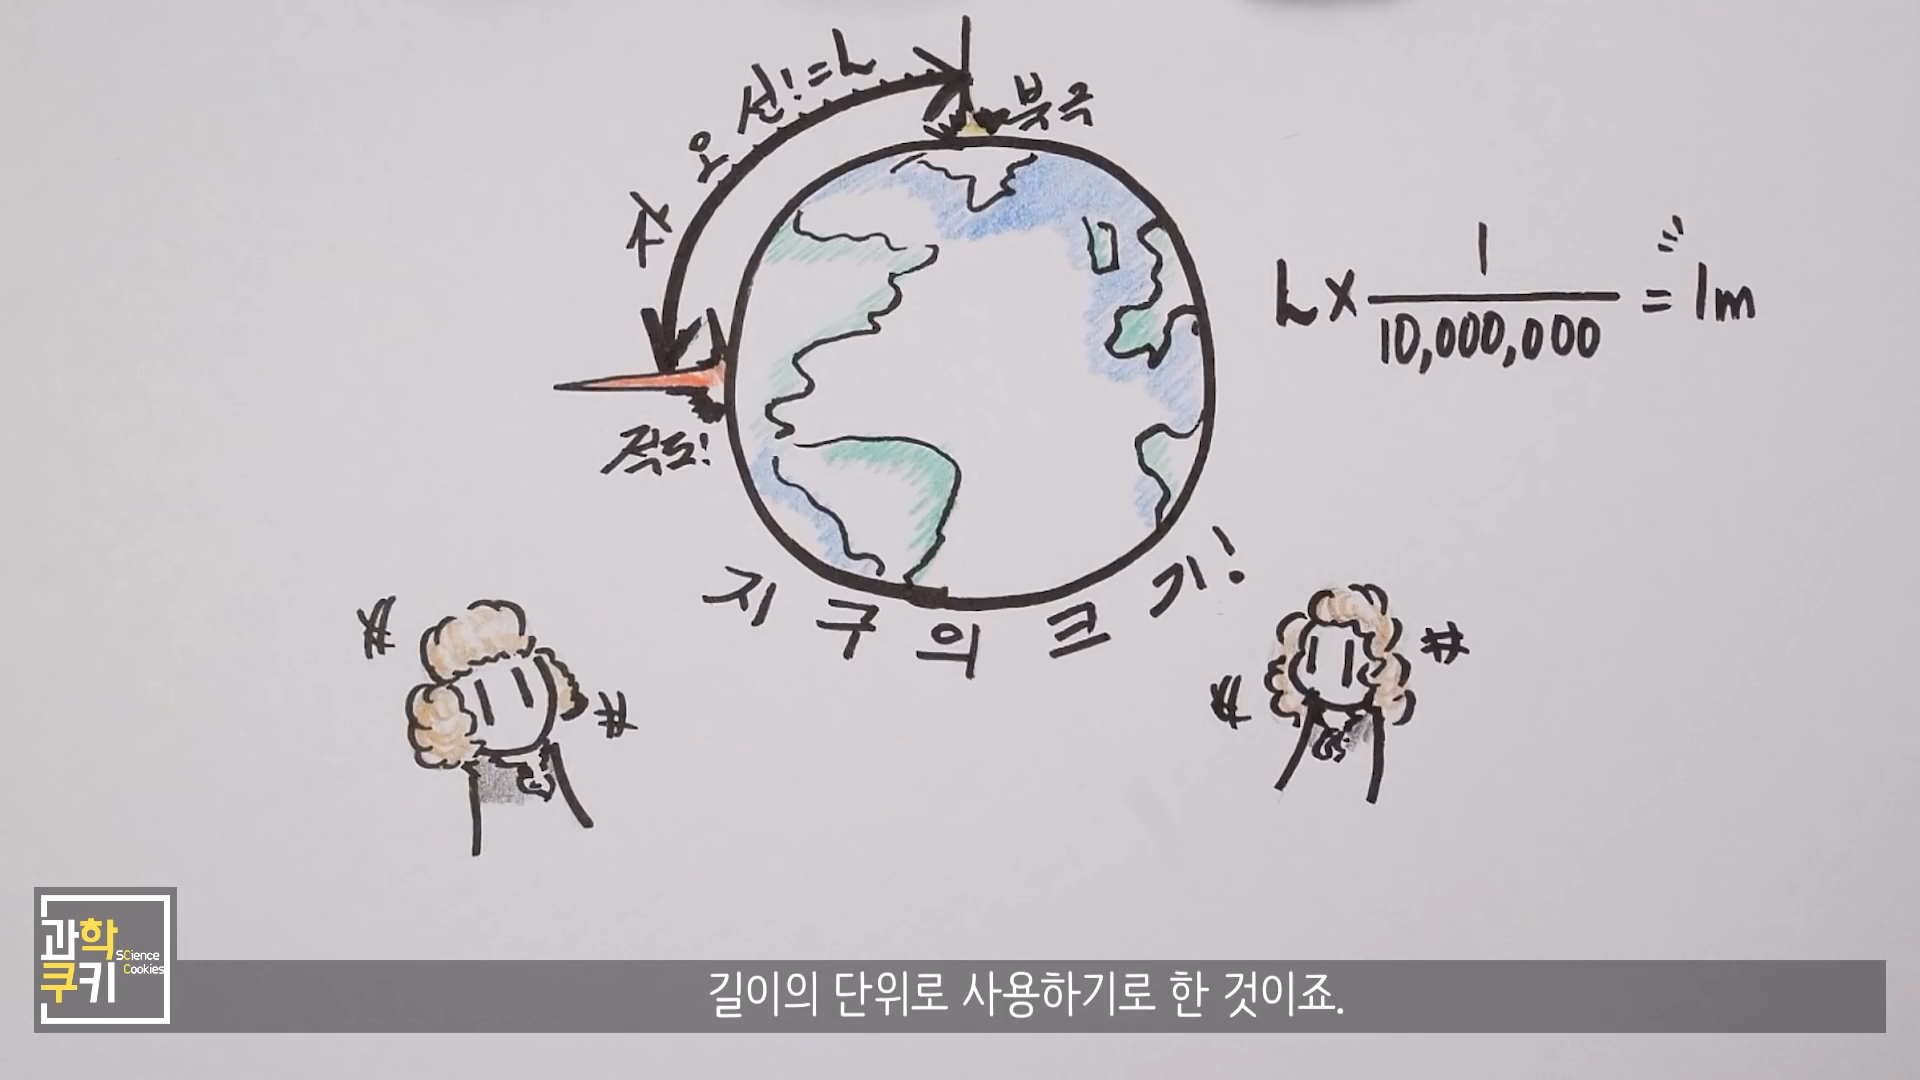 자오선! = h
북극
적도!
h × 1/10,000,000 = 1m
지구의 크기!
과학
쿠키
Science
Cookies
길이의 단위로 사용하기로 한 것이죠.